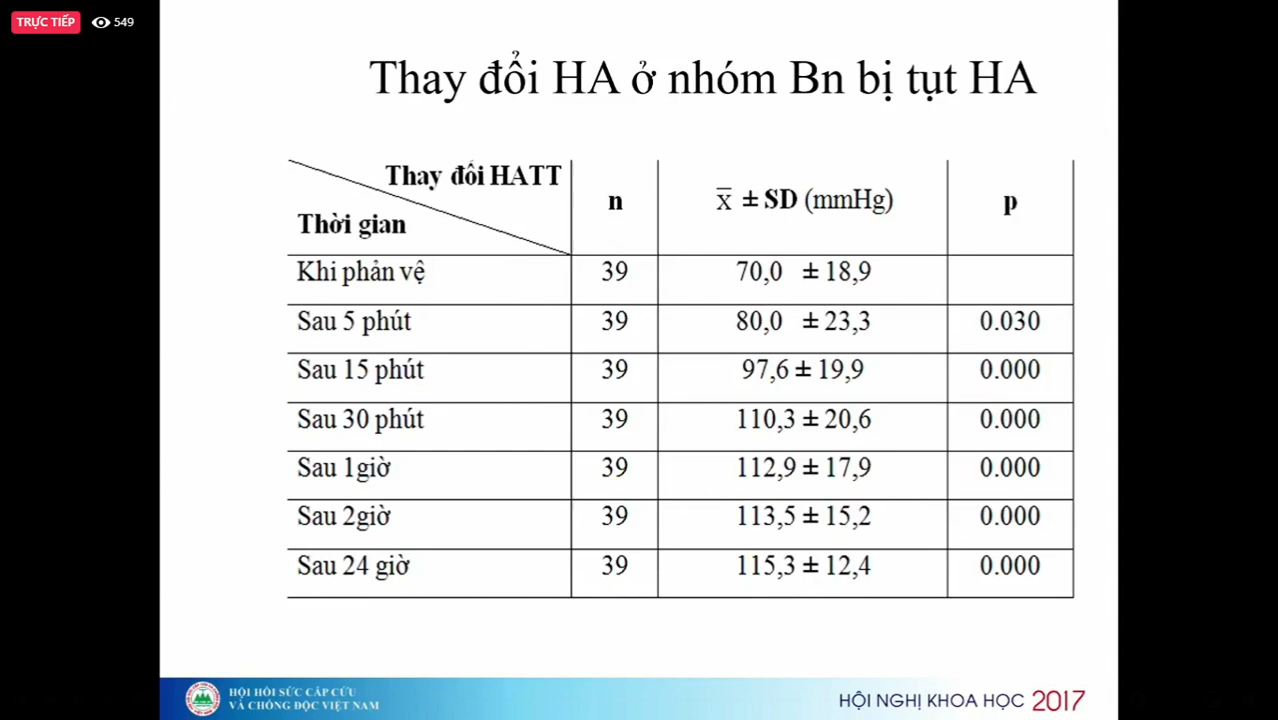 TRỰC TIẾP 549
Thay đổi HA ở nhóm Bn bị tụt HA
Thay đổi HATT
Thời gian
n
x̅ ± SD (mmHg)
p
Khi phản vệ 39 70,0 ± 18,9
Sau 5 phút 39 80,0 ± 23,3 0.030
Sau 15 phút 39 97,6 ± 19,9 0.000
Sau 30 phút 39 110,3 ± 20,6 0.000
Sau 1giờ 39 112,9 ± 17,9 0.000
Sau 2giờ 39 113,5 ± 15,2 0.000
Sau 24 giờ 39 115,3 ± 12,4 0.000
HỘI HỒI SỨC CẤP CỨU
VÀ CHỐNG ĐỘC VIỆT NAM
HỘI NGHỊ KHOA HỌC 2017